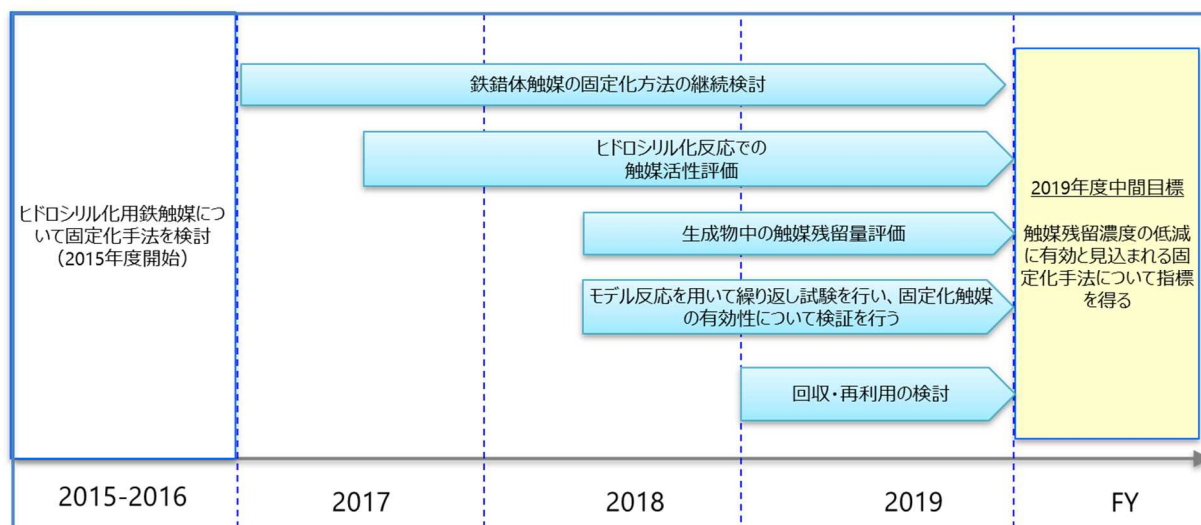 鉄錯体触媒の固定化方法の継続検討
ヒドロシリル化反応での
触媒活性評価
2019年度中間目標
ヒドロシリル化用鉄触媒につ
いて固定化手法を検討
（2015年度開始）
生成物中の触媒残留量評価
触媒残留濃度の低減
に有効と見込まれる固
定化手法について指標
を得る
モデル反応を用いて繰り返し試験を行い、固定化触媒
の有効性について検証を行う
回収・再利用の検討
2015-2016
2017
2018
2019
FY